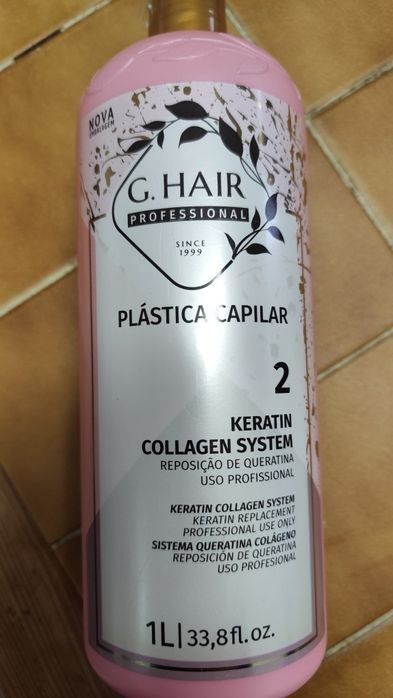 NOVA
EMBALAGEM
G. HAIR
PROFESSIONAL
SINCE
1999
PLÁSTICA CAPILAR
2
KERATIN
COLLAGEN SYSTEM
REPOSIÇÃO DE QUERATINA
USO PROFISSIONAL
KERATIN COLLAGEN SYSTEM
KERATIN REPLACEMENT
PROFESSIONAL USE ONLY
SISTEMA QUERATINA COLÁGENO
REPOSICIÓN DE QUERATINA
USO PROFESIONAL
1L|33,8fl.oz.